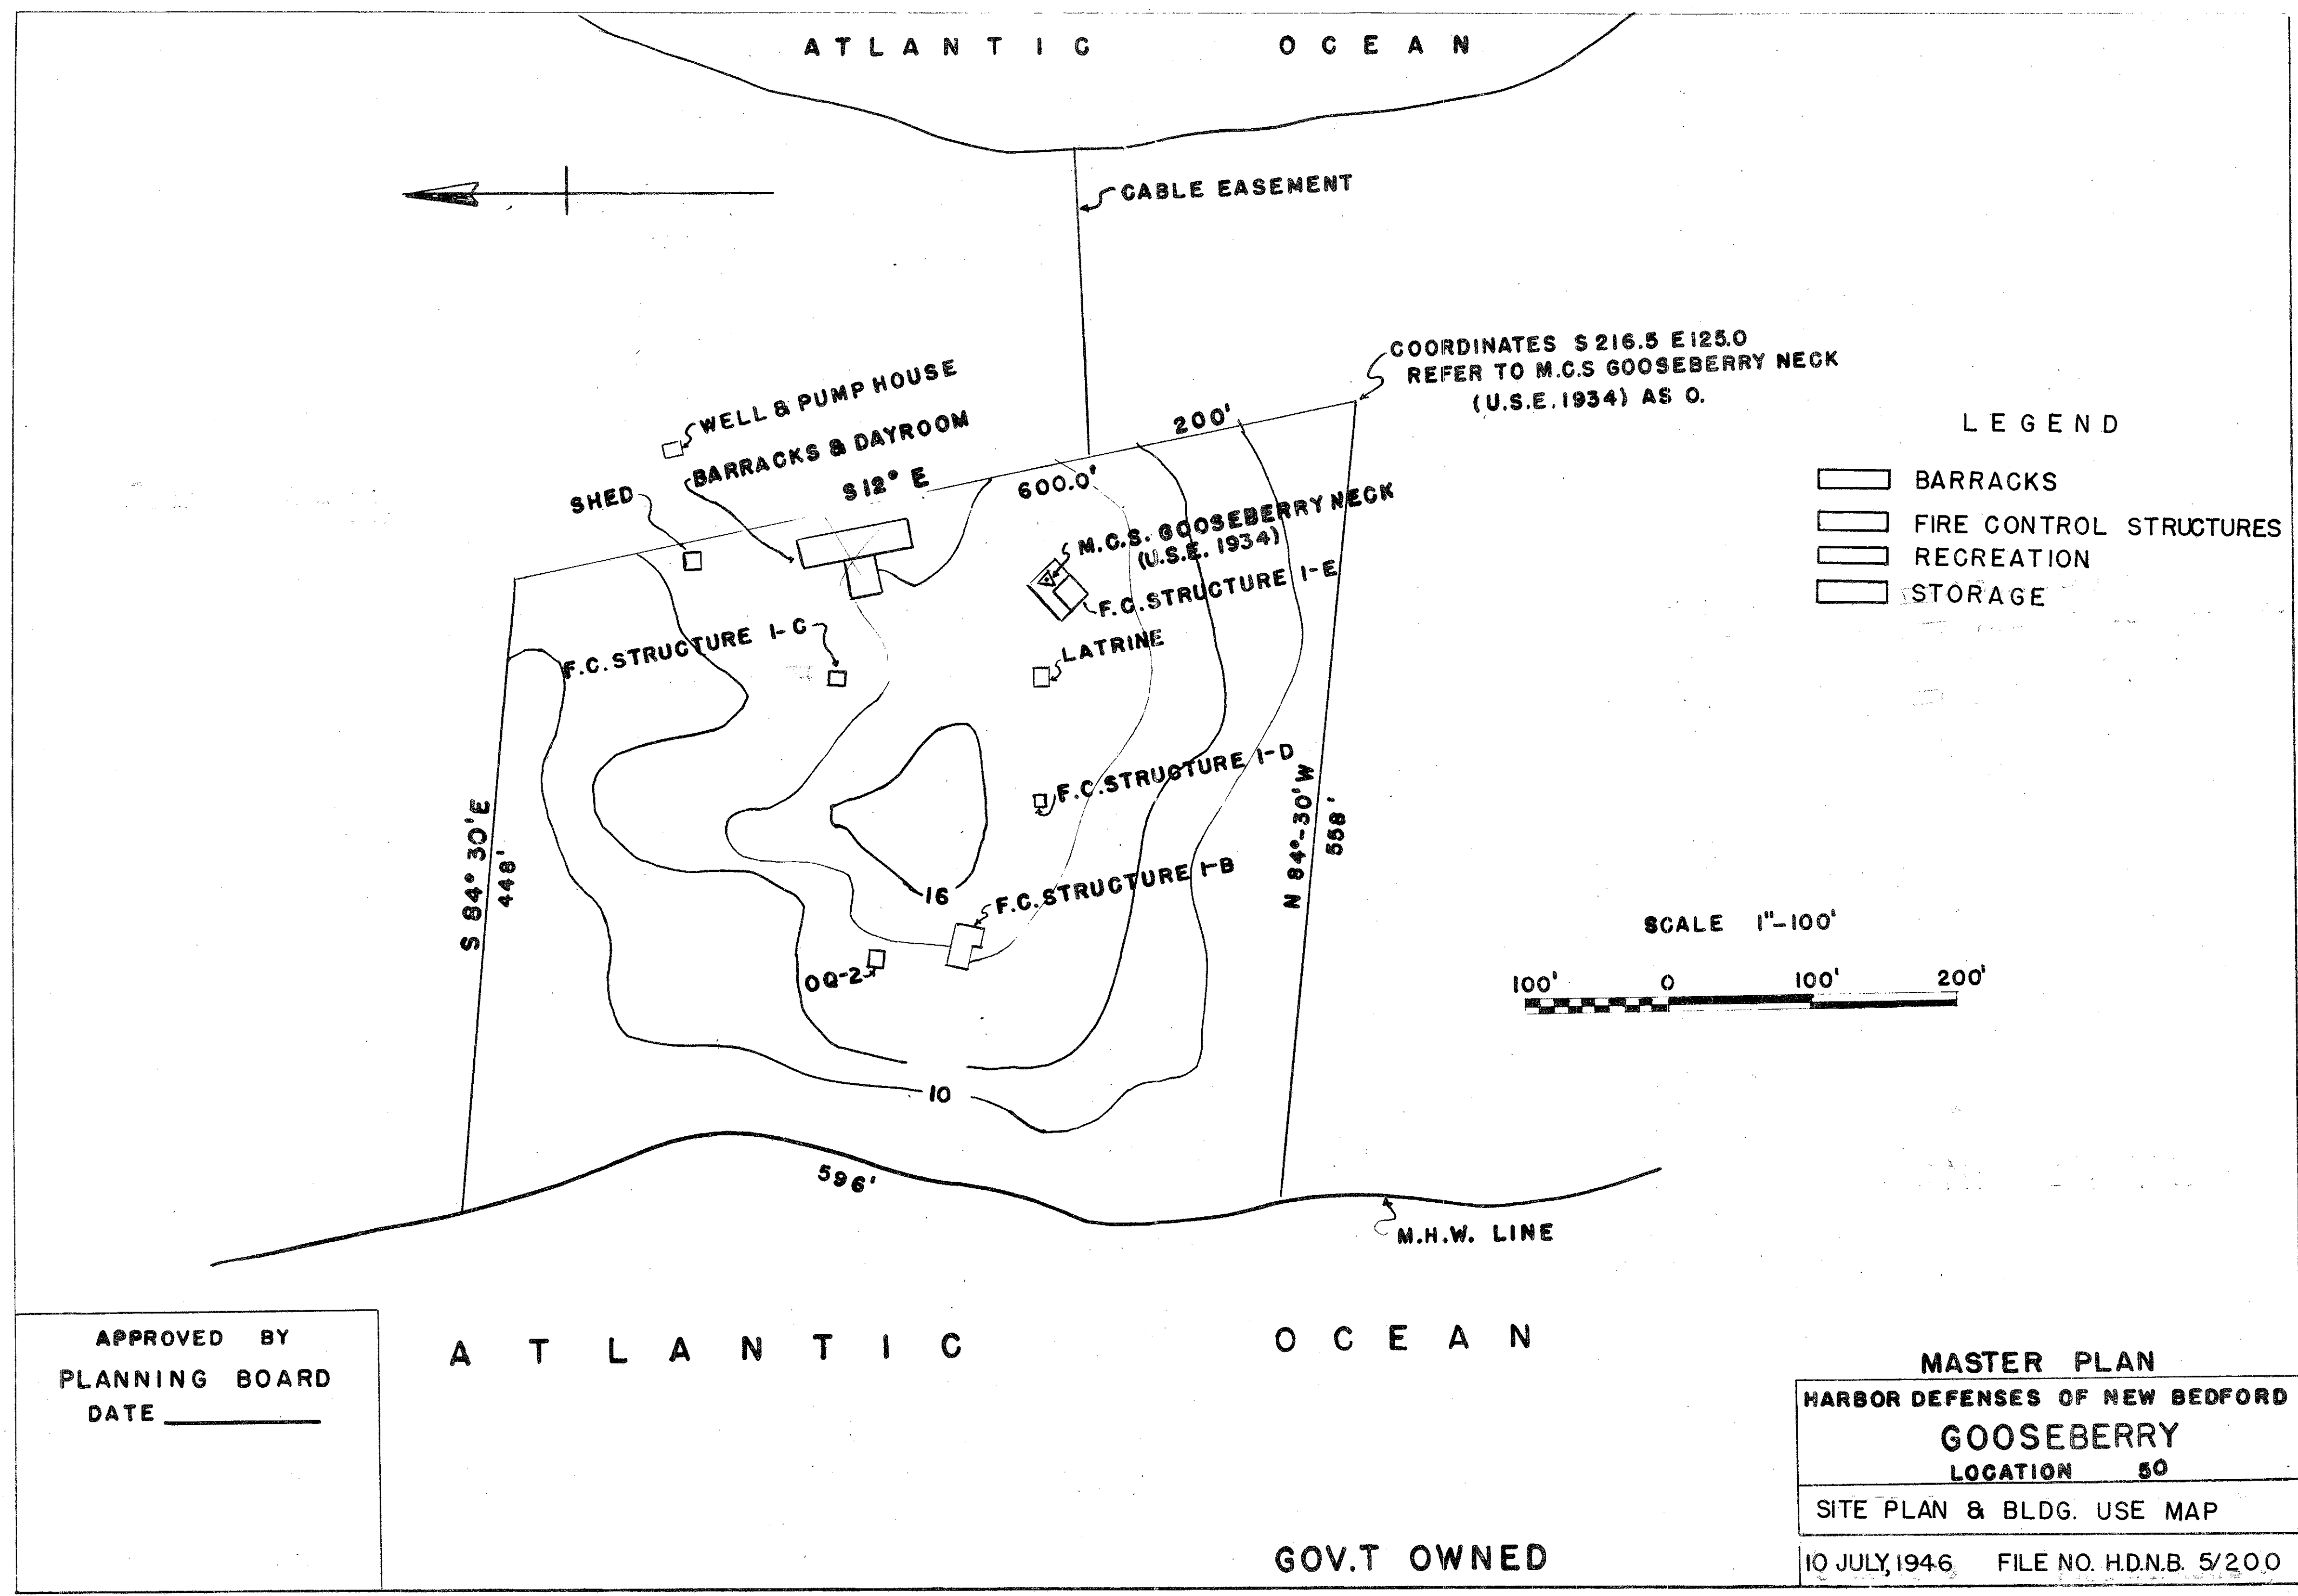 ATLANTIC OCEAN
CABLE EASEMENT
COORDINATES S 216.5 E 125.0
REFER TO M.C.S GOOSEBERRY NECK
(U.S.E. 1934) AS O.
WELL & PUMP HOUSE
BARRACKS & DAYROOM
SHED
S 12° E
600.0'
200'
M.C.S. GOOSEBERRY NECK
(U.S.E. 1934)
F.C. STRUCTURE 1-E
F.C. STRUCTURE 1-C
LATRINE
F.C. STRUCTURE 1-D
F.C. STRUCTURE 1-B
16
OQ-2
10
S 84° 30' E
448'
N 84°-30' W
558'
596'
M.H.W. LINE
LEGEND
BARRACKS
FIRE CONTROL STRUCTURES
RECREATION
STORAGE
SCALE 1"-100'
100' 0 100' 200'
ATLANTIC OCEAN
APPROVED BY
PLANNING BOARD
DATE
GOV.T OWNED
MASTER PLAN
HARBOR DEFENSES OF NEW BEDFORD
GOOSEBERRY
LOCATION 50
SITE PLAN & BLDG. USE MAP
10 JULY, 1946 FILE NO. H.D.N.B. 5/200